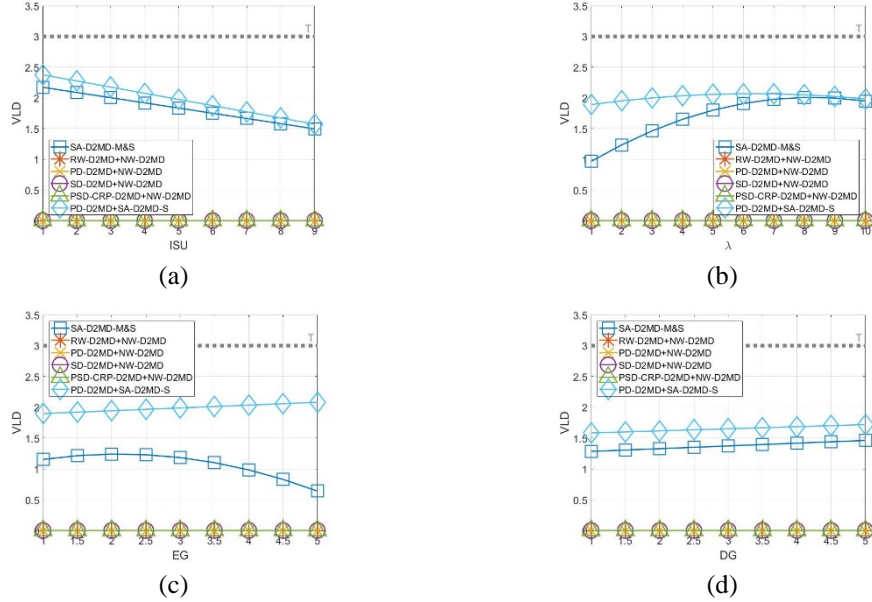 3.5
3
2.5
2
1.5
1
0.5
0
VLD
T
SA-D2MD-M&S
RW-D2MD+NW-D2MD
PD-D2MD+NW-D2MD
SD-D2MD+NW-D2MD
PSD-CRP-D2MD+NW-D2MD
PD-D2MD+SA-D2MD-S
1 2 3 4 5 6 7 8 9
ISU
(a)
3.5
3
2.5
2
1.5
1
0.5
0
VLD
T
SA-D2MD-M&S
RW-D2MD+NW-D2MD
PD-D2MD+NW-D2MD
SD-D2MD+NW-D2MD
PSD-CRP-D2MD+NW-D2MD
PD-D2MD+SA-D2MD-S
1 2 3 4 5 6 7 8 9 10
λ
(b)
3.5
3
2.5
2
1.5
1
0.5
0
VLD
T
SA-D2MD-M&S
RW-D2MD+NW-D2MD
PD-D2MD+NW-D2MD
SD-D2MD+NW-D2MD
PSD-CRP-D2MD+NW-D2MD
PD-D2MD+SA-D2MD-S
1 1.5 2 2.5 3 3.5 4 4.5 5
EG
(c)
3.5
3
2.5
2
1.5
1
0.5
0
VLD
T
SA-D2MD-M&S
RW-D2MD+NW-D2MD
PD-D2MD+NW-D2MD
SD-D2MD+NW-D2MD
PSD-CRP-D2MD+NW-D2MD
PD-D2MD+SA-D2MD-S
1 1.5 2 2.5 3 3.5 4 4.5 5
DG
(d)